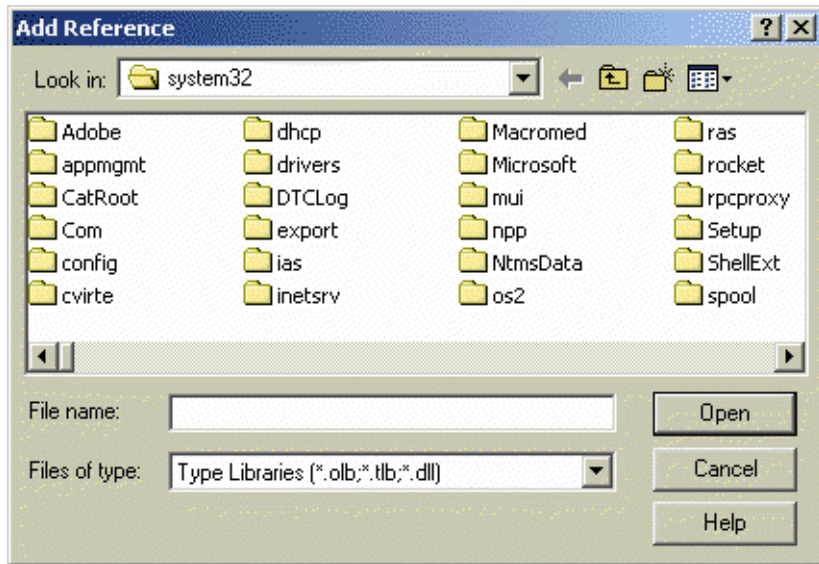 Add Reference
Look in: system32
Adobe dhcp Macromed ras
appmgmt drivers Microsoft rocket
CatRoot DTCLog mui rpcproxy
Com export npp Setup
config ias NtmsData ShellExt
cvirte inetsrv os2 spool
File name: Open
Files of type: Type Libraries (*.olb;*.tlb;*.dll) Cancel
Help